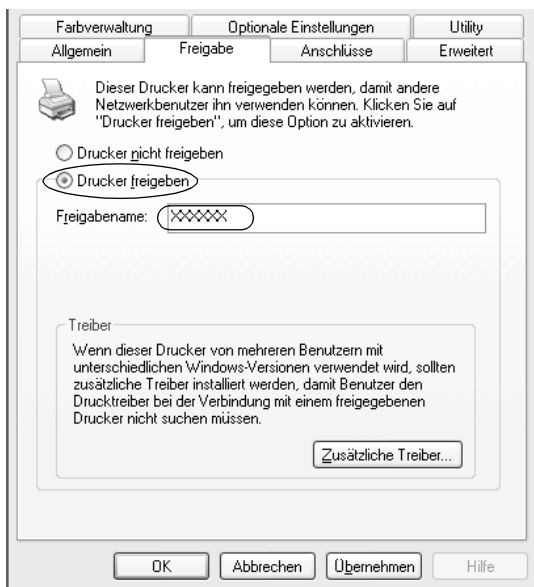 Farbverwaltung Optionale Einstellungen Utility
Allgemein Freigabe Anschlüsse Erweitert
Dieser Drucker kann freigegeben werden, damit andere
Netzwerkbenutzer ihn verwenden können. Klicken Sie auf
"Drucker freigeben", um diese Option zu aktivieren.
Drucker nicht freigeben
Drucker freigeben
Freigabename: XXXXXX
Treiber
Wenn dieser Drucker von mehreren Benutzern mit
unterschiedlichen Windows-Versionen verwendet wird, sollten
zusätzliche Treiber installiert werden, damit Benutzer den
Drucktreiber bei der Verbindung mit einem freigegebenen
Drucker nicht suchen müssen.
Zusätzliche Treiber...
OK Abbrechen Übernehmen Hilfe